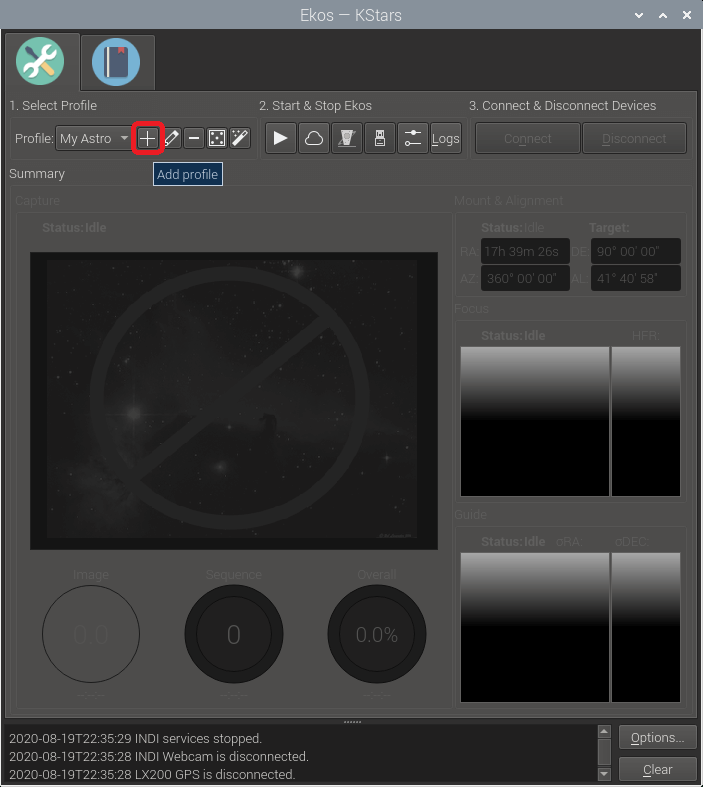 Ekos — KStars
1. Select Profile
2. Start & Stop Ekos
3. Connect & Disconnect Devices
Profile: My Astro
Logs
Connect
Disconnect
Add profile
Summary
Capture
Status: Idle
Mount & Alignment
Status: Idle Target:
RA: 17h 39m 26s DE: 90° 00' 00"
AZ: 360° 00' 00" AL: 41° 40' 58"
Focus
Status: Idle HFR
Guide
Status: Idle σRA: σDEC:
Image
Sequence
Overall
0.0
0
0.0%
--:--:--
--:--:--
--:--:--
2020-08-19T22:35:29 INDI services stopped.
2020-08-19T22:35:28 INDI Webcam is disconnected.
2020-08-19T22:35:28 LX200 GPS is disconnected.
Options...
Clear